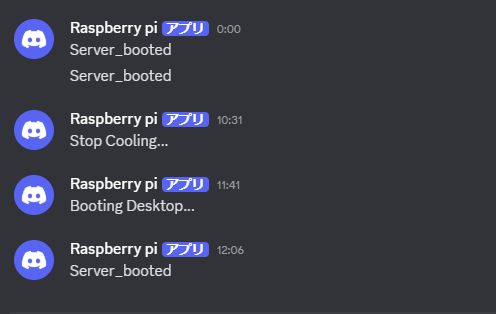 Raspberry pi アプリ 0:00
Server_booted
Server_booted
Raspberry pi アプリ 10:31
Stop Cooling...
Raspberry pi アプリ 11:41
Booting Desktop...
Raspberry pi アプリ 12:06
Server_booted